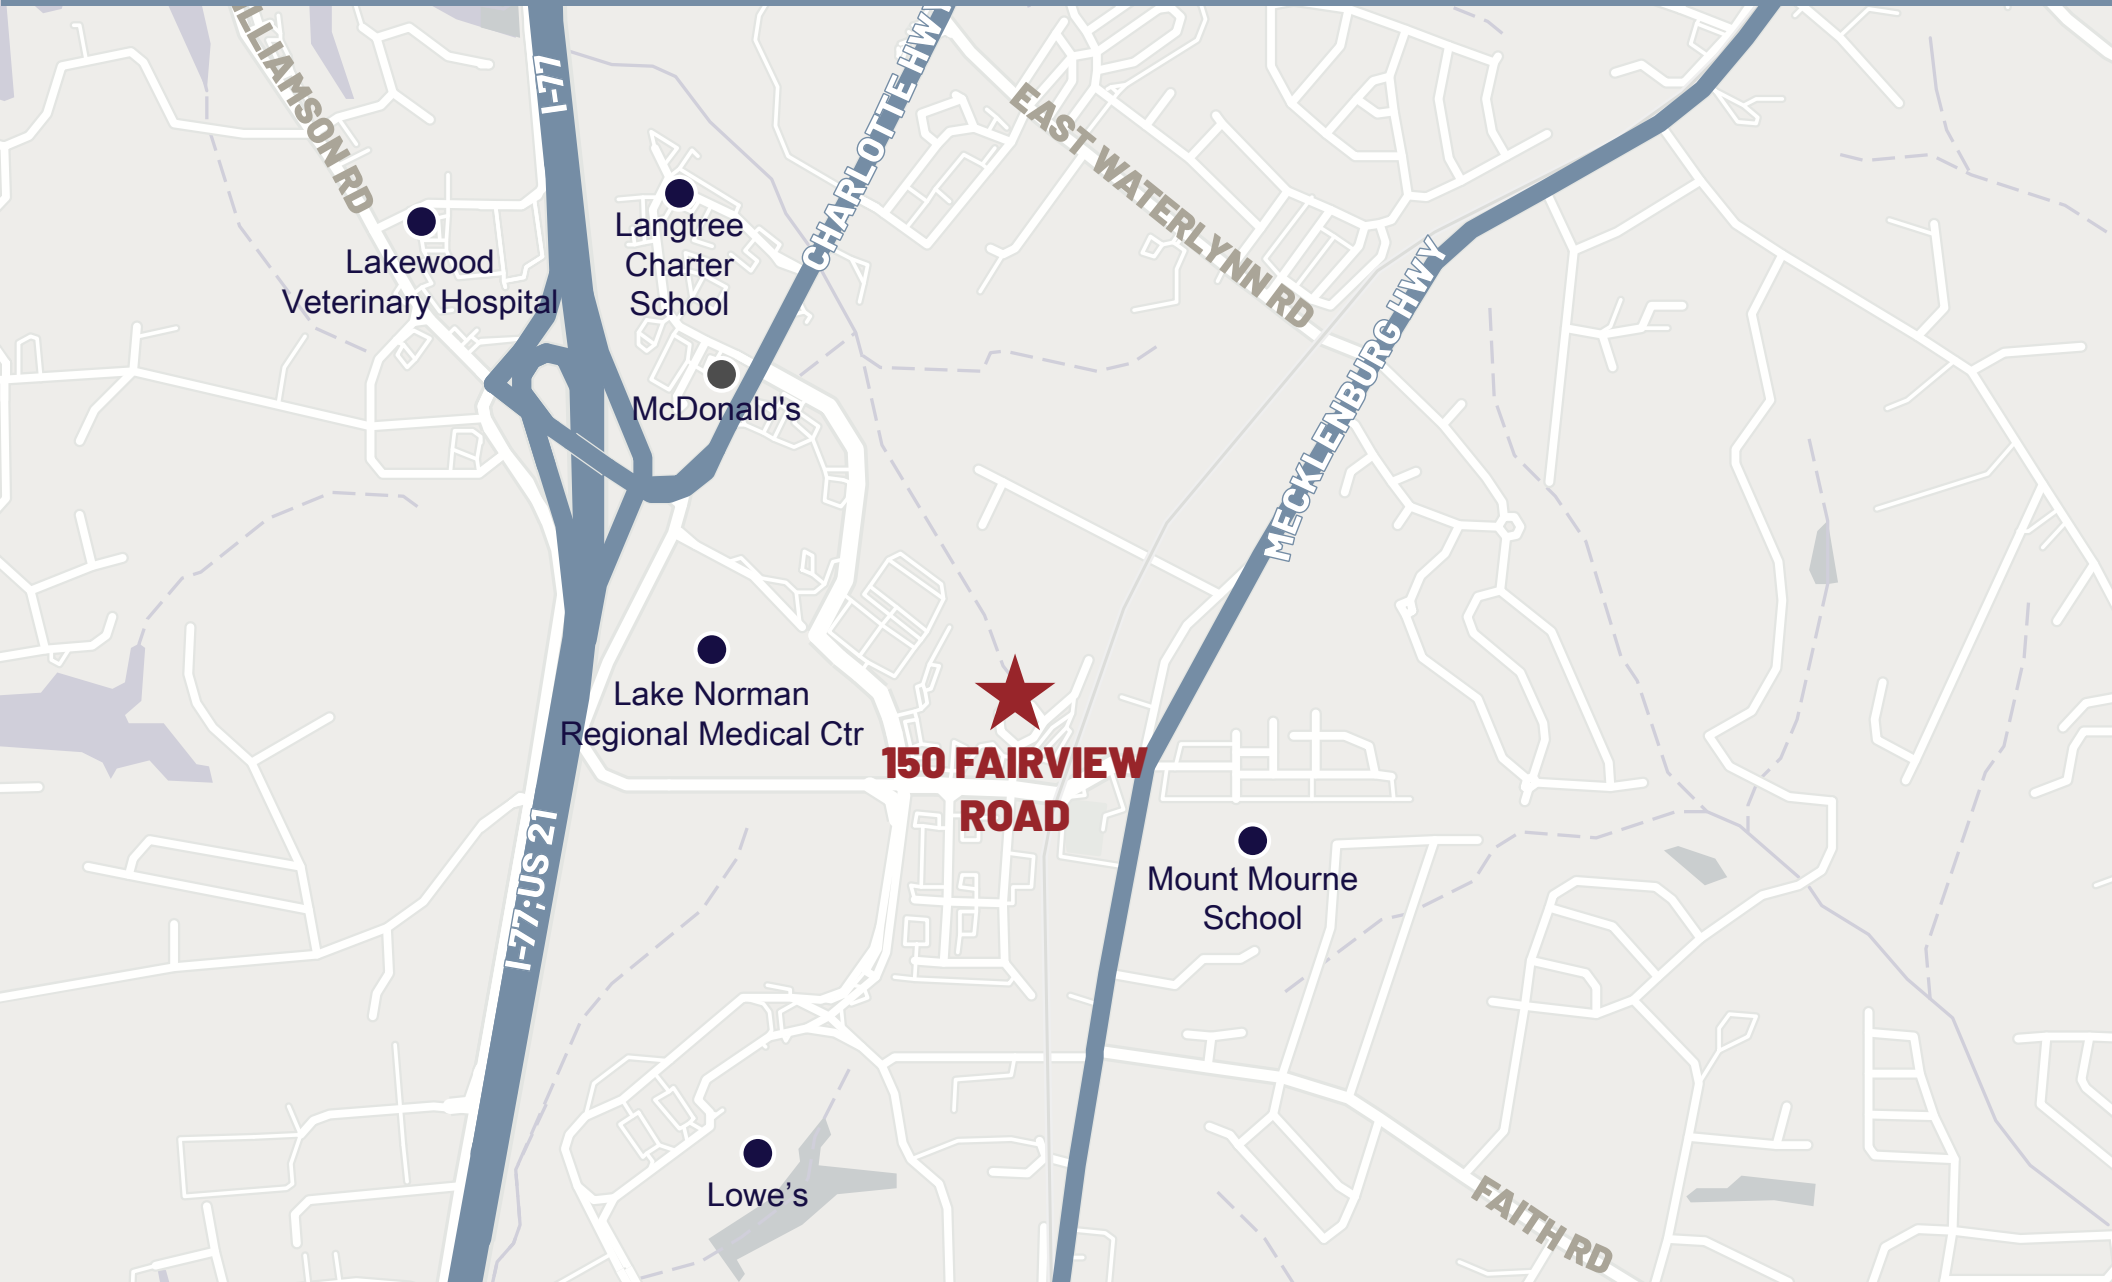 LLIAMSON RD
I-77
CHARLOTTE HWY
EAST WATERLYNN RD
Langtree
Charter
School
Lakewood
Veterinary Hospital
McDonald's
MECKLENBURG HWY
Lake Norman
Regional Medical Ctr
150 FAIRVIEW
ROAD
I-77;US 21
Mount Mourne
School
Lowe’s
FAITH RD